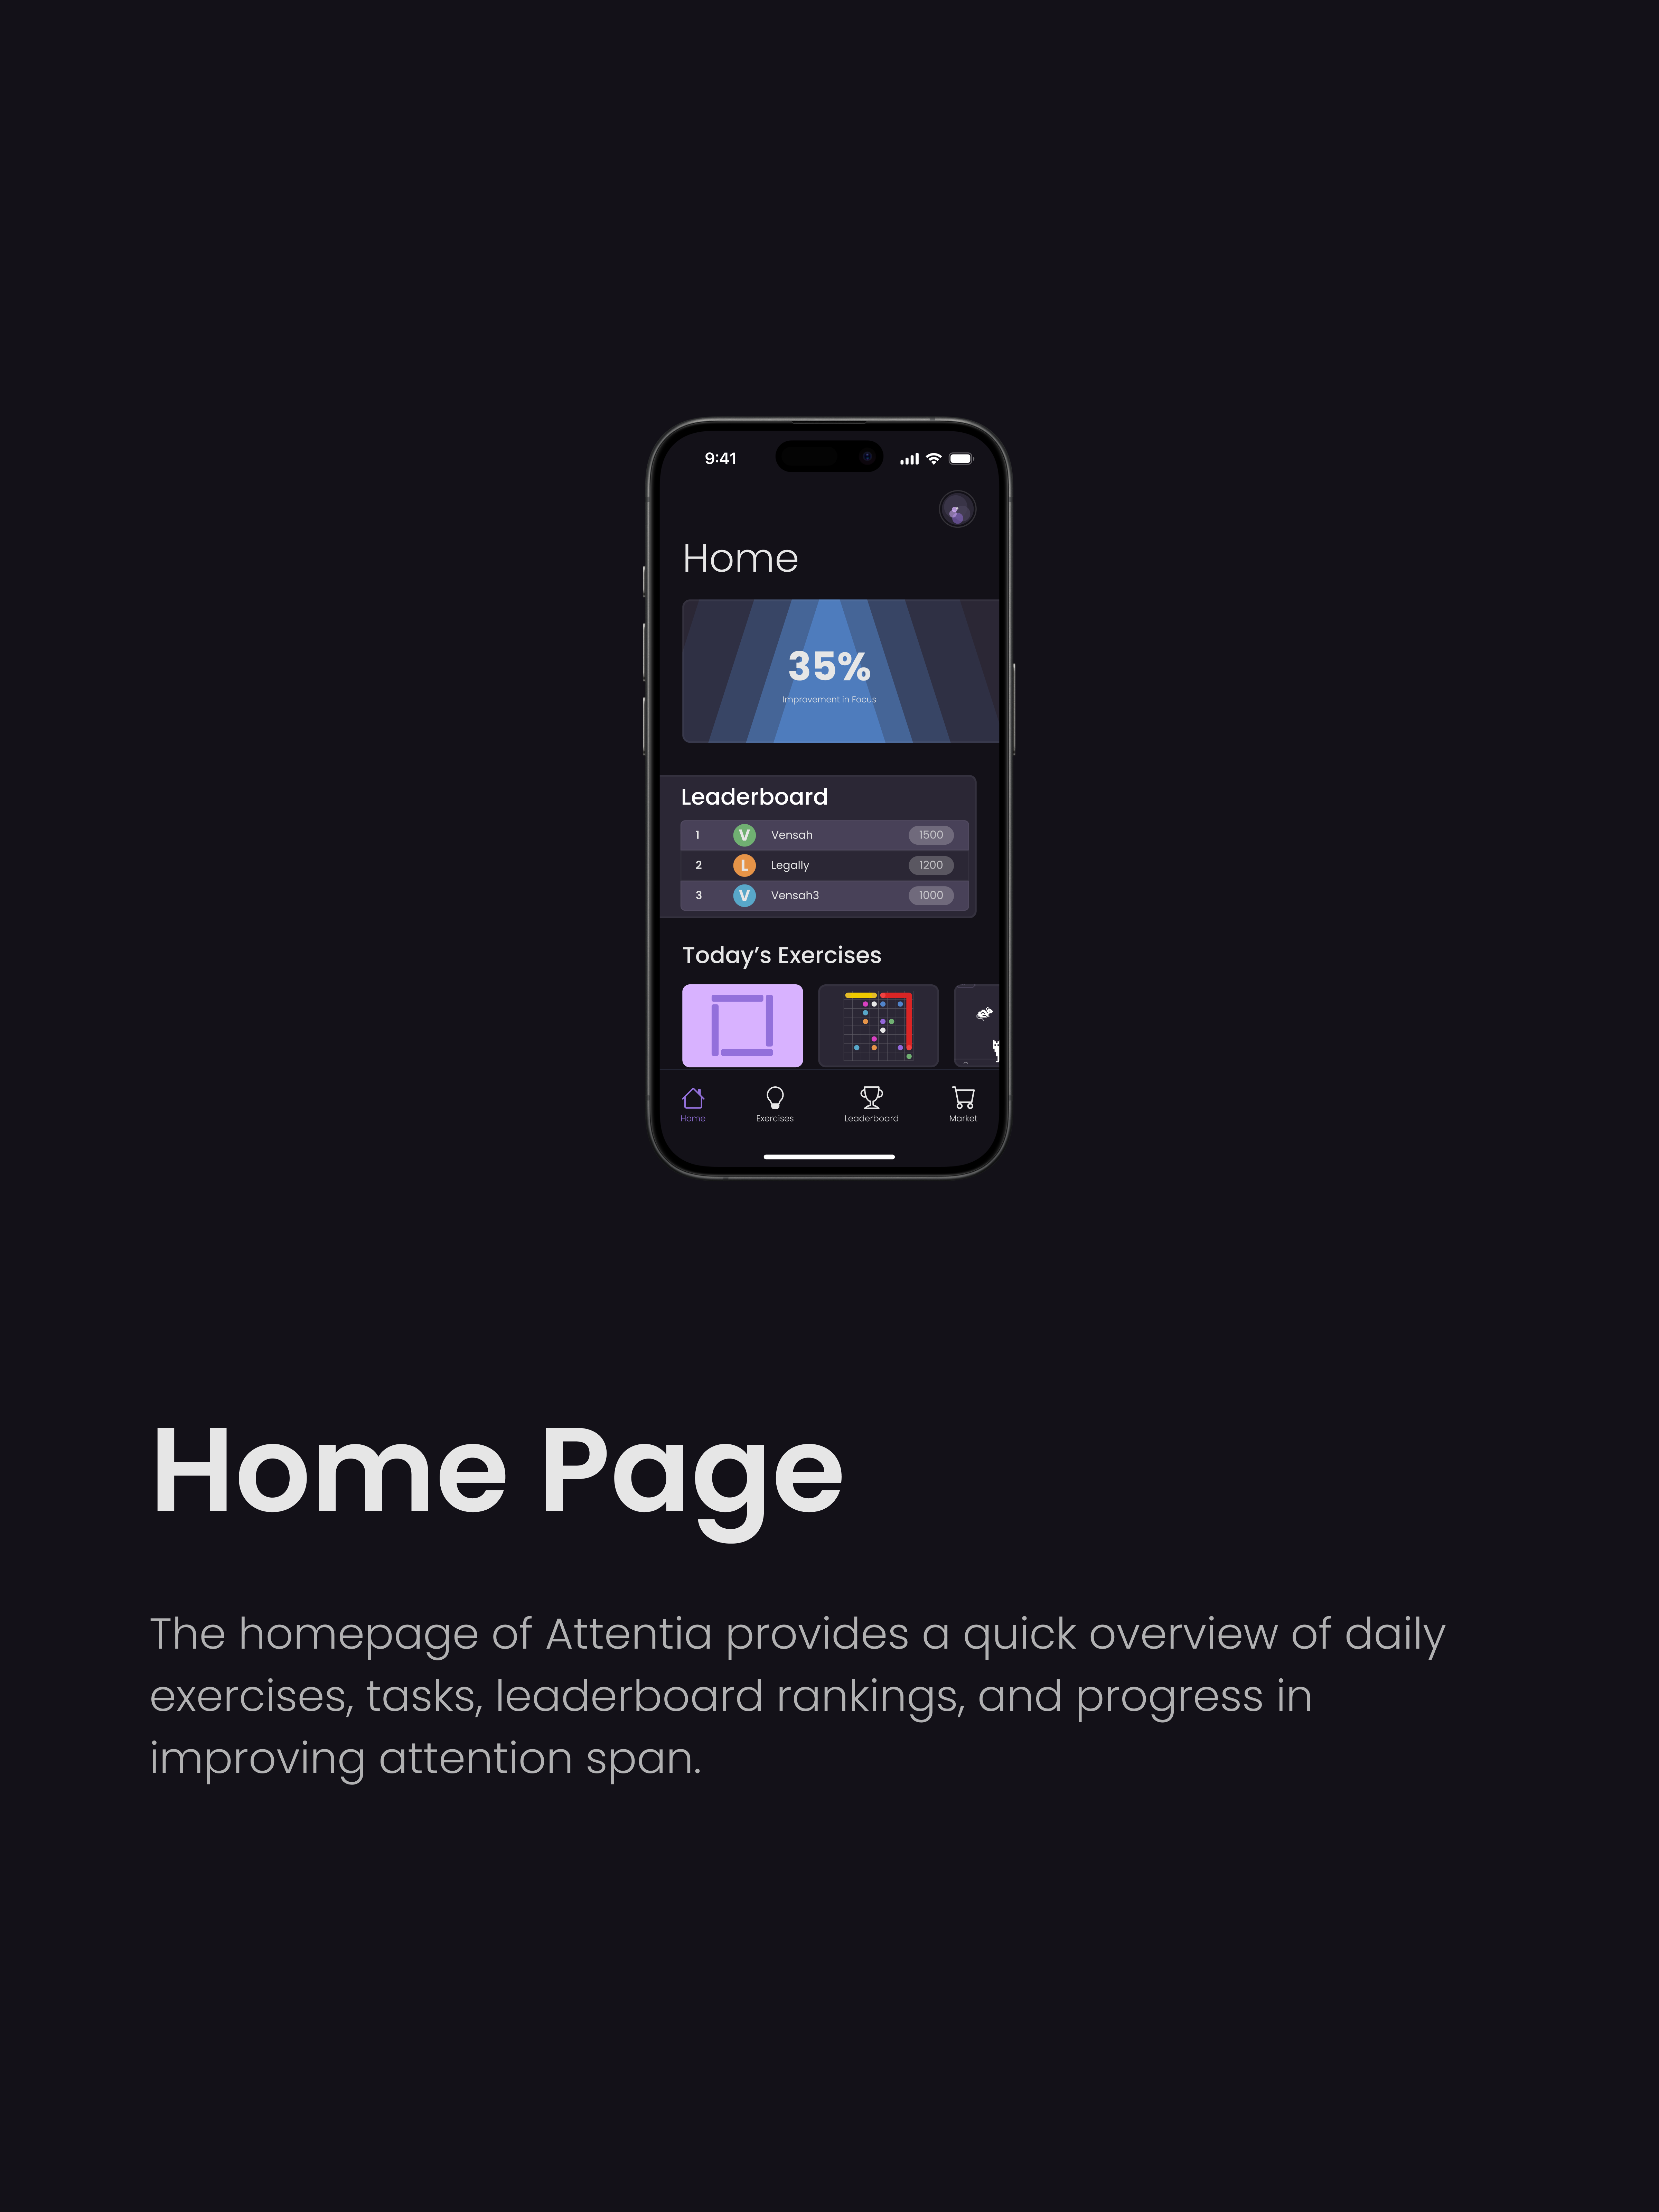 9:41
Home
35%
Improvement in Focus
Leaderboard
1 V Vensah 1500
2 L Legally 1200
3 V Vensah3 1000
Today's Exercises
Home Exercises Leaderboard Market
Home Page
The homepage of Attentia provides a quick overview of daily
exercises, tasks, leaderboard rankings, and progress in
improving attention span.